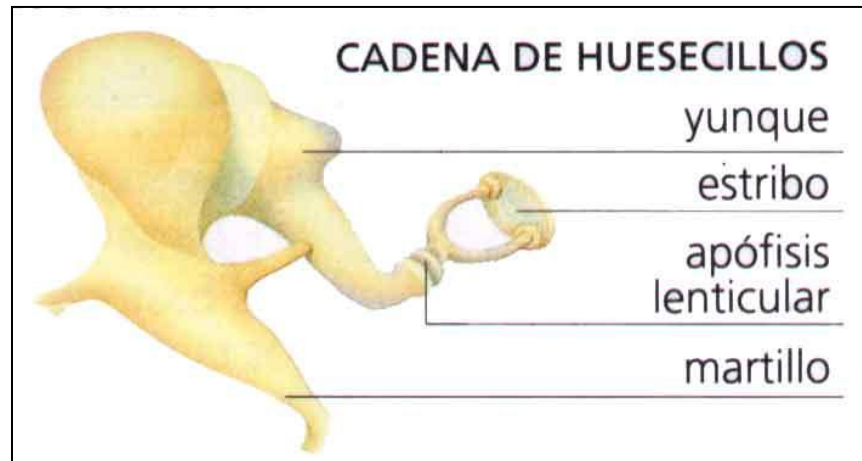 CADENA DE HUESECILLOS
yunque
estribo
apófisis
lenticular
martillo